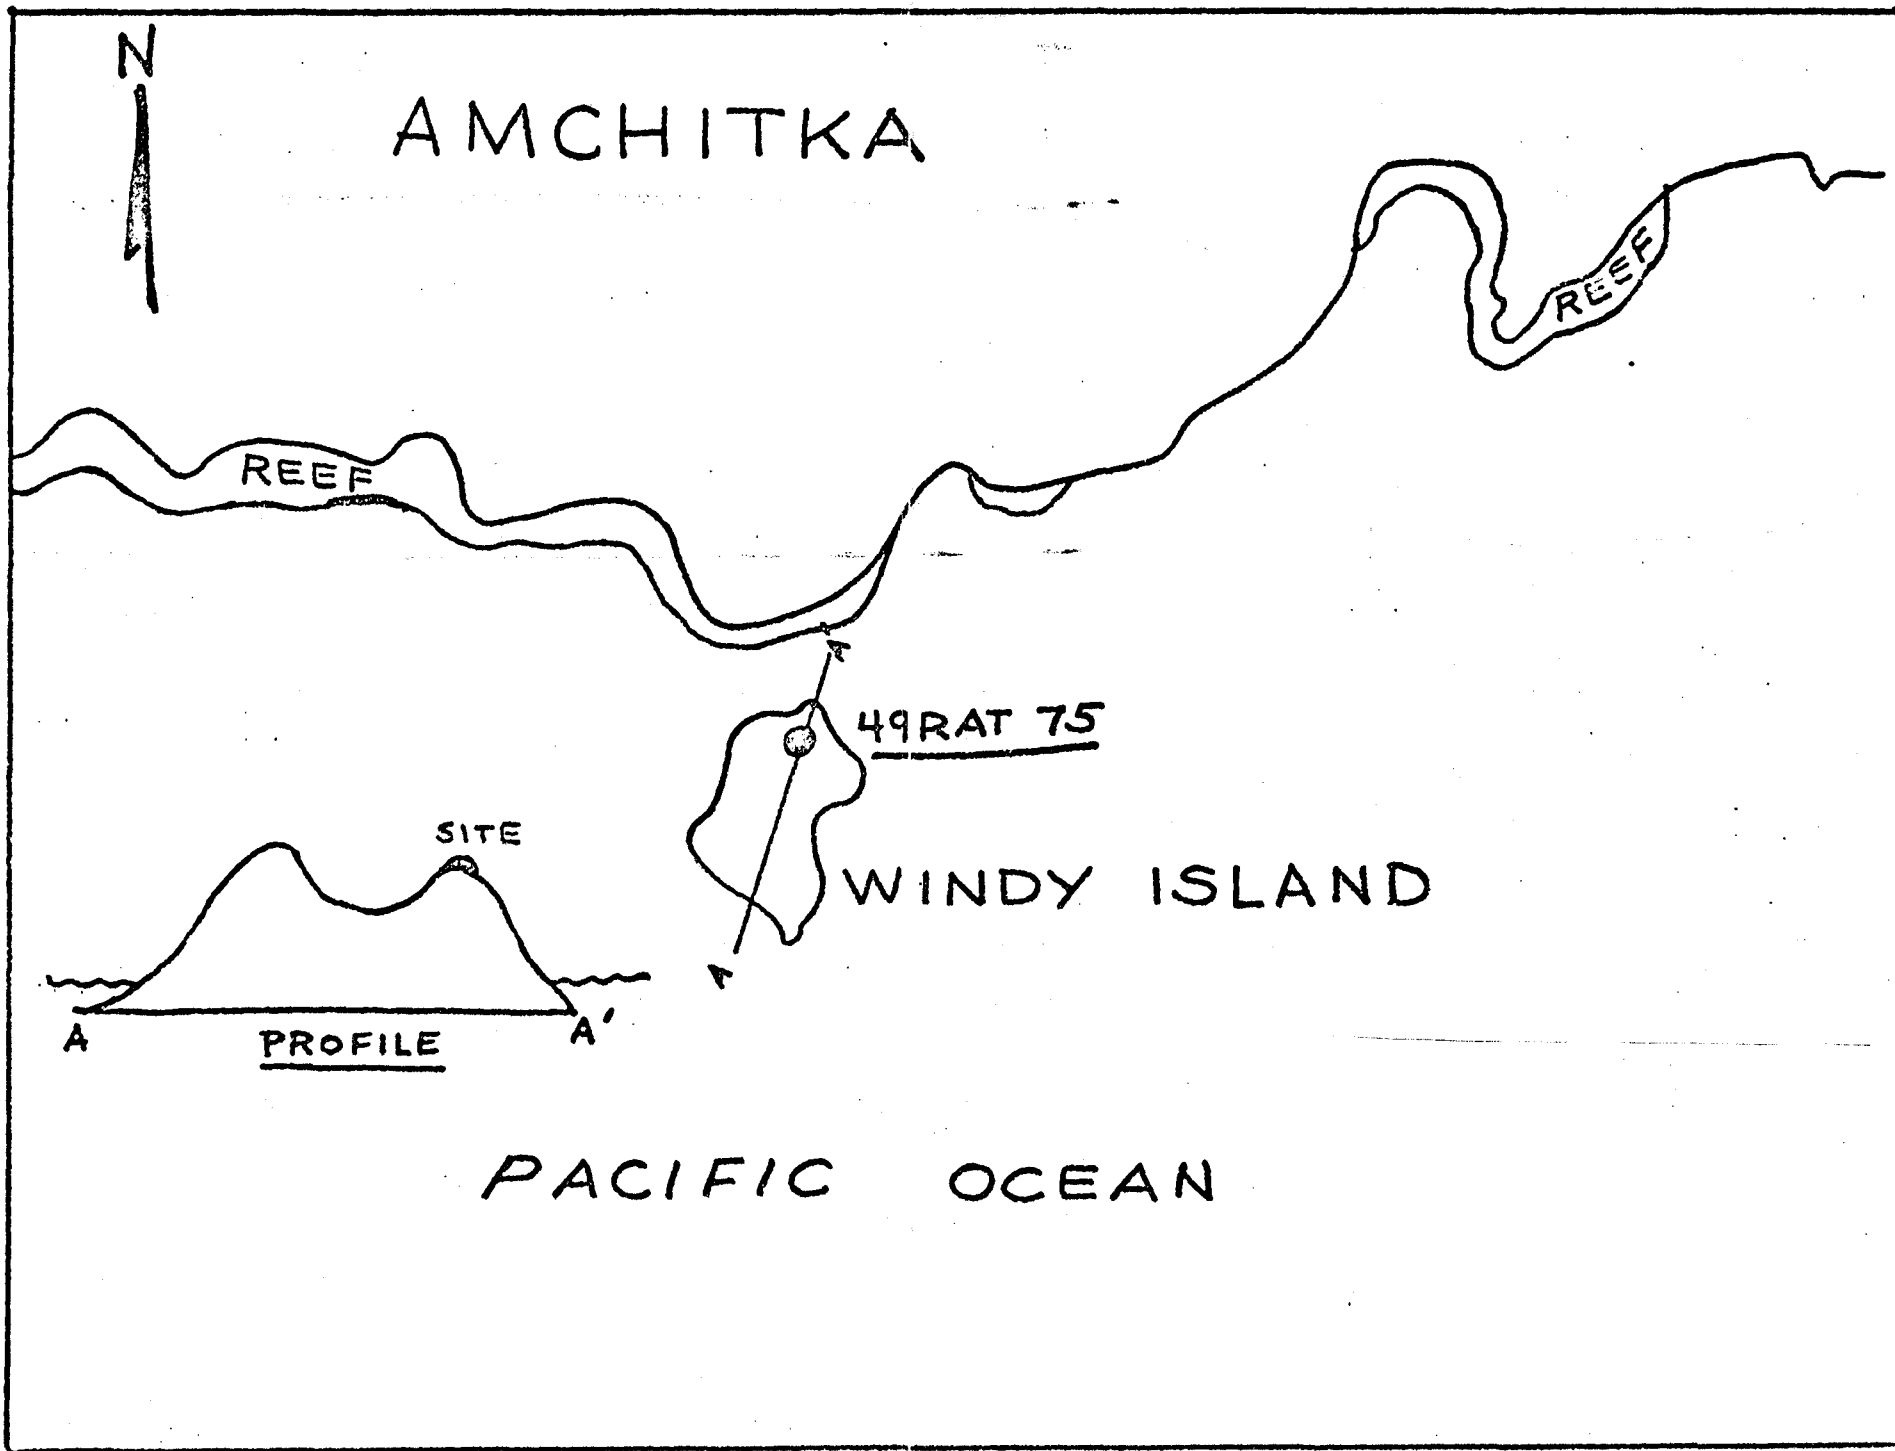 N
AMCHITKA
REEF
REEF
A'
49RAT 75
SITE
WINDY ISLAND
A
A A'
PROFILE
PACIFIC OCEAN